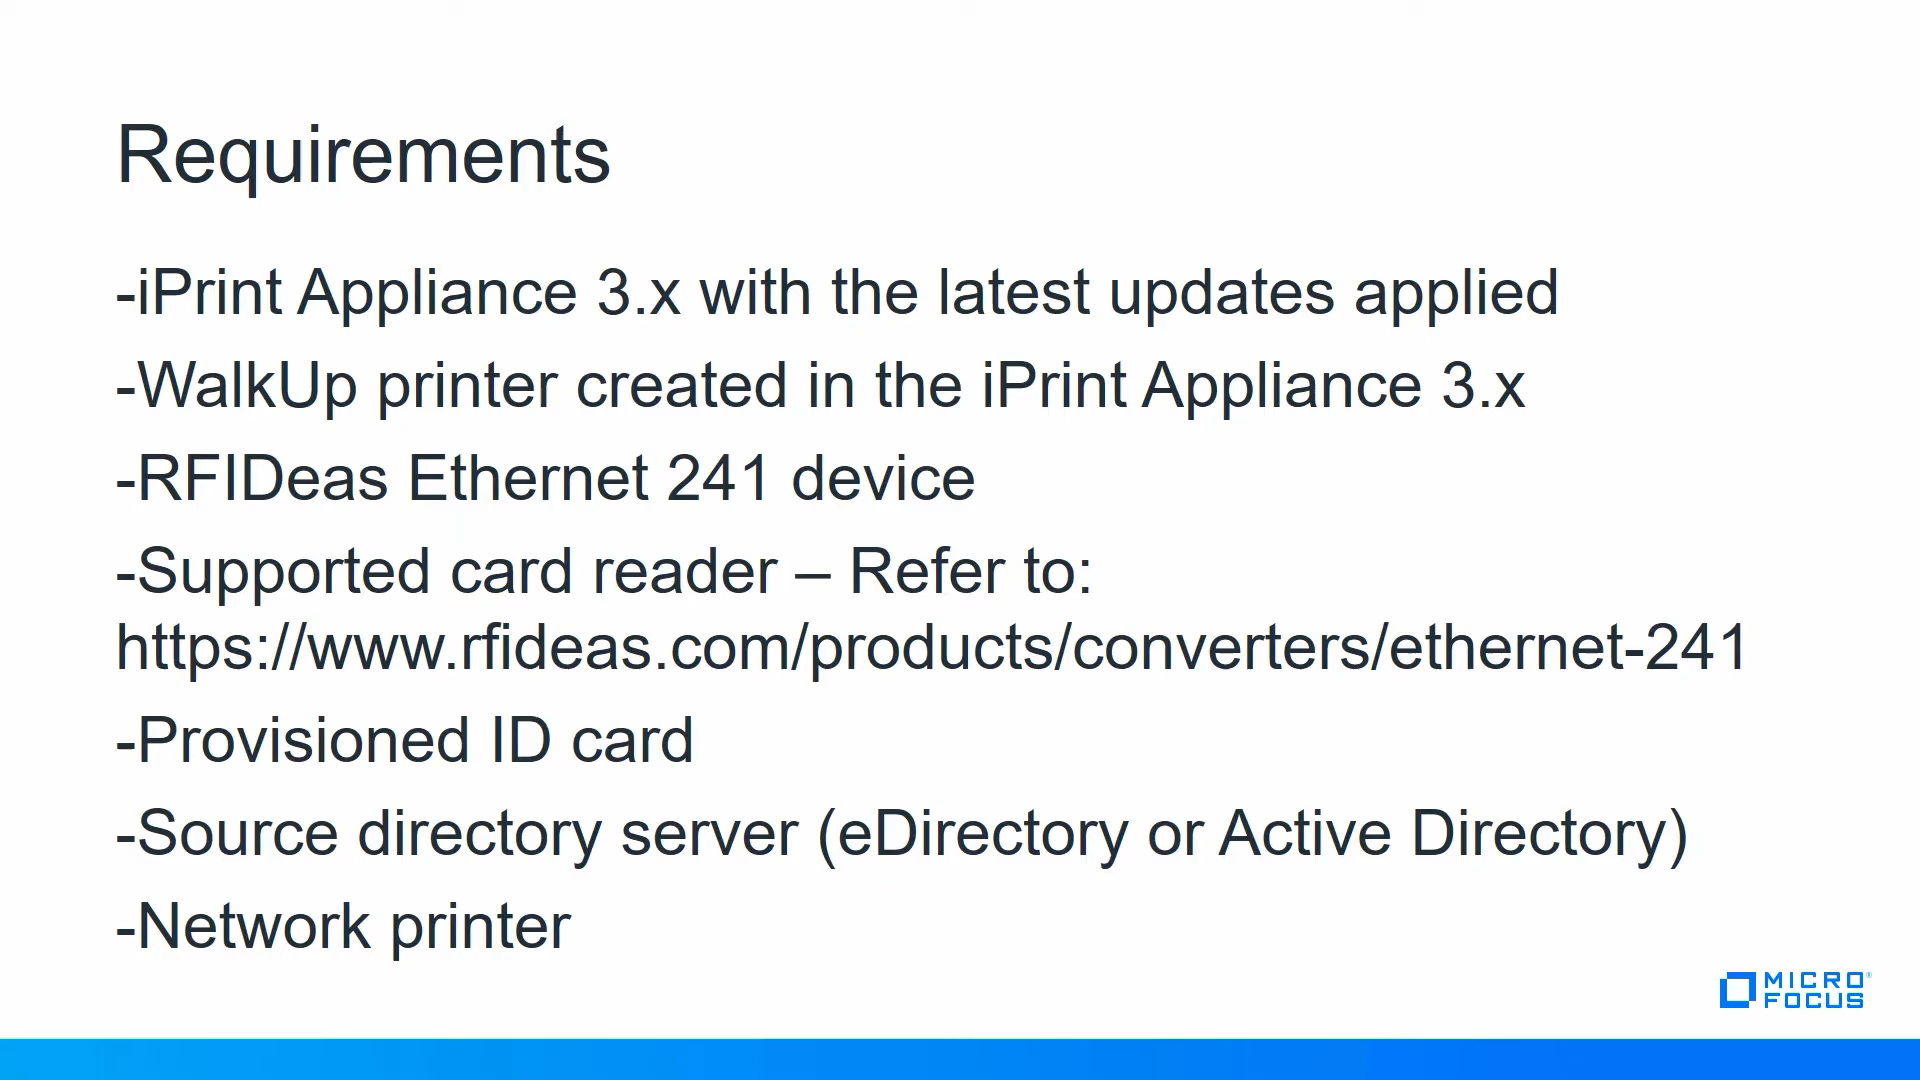 Requirements
-iPrint Appliance 3.x with the latest updates applied
-WalkUp printer created in the iPrint Appliance 3.x
-RFIDeas Ethernet 241 device
-Supported card reader – Refer to:
https://www.rfideas.com/products/converters/ethernet-241
-Provisioned ID card
-Source directory server (eDirectory or Active Directory)
-Network printer
MICRO®
FOCUS